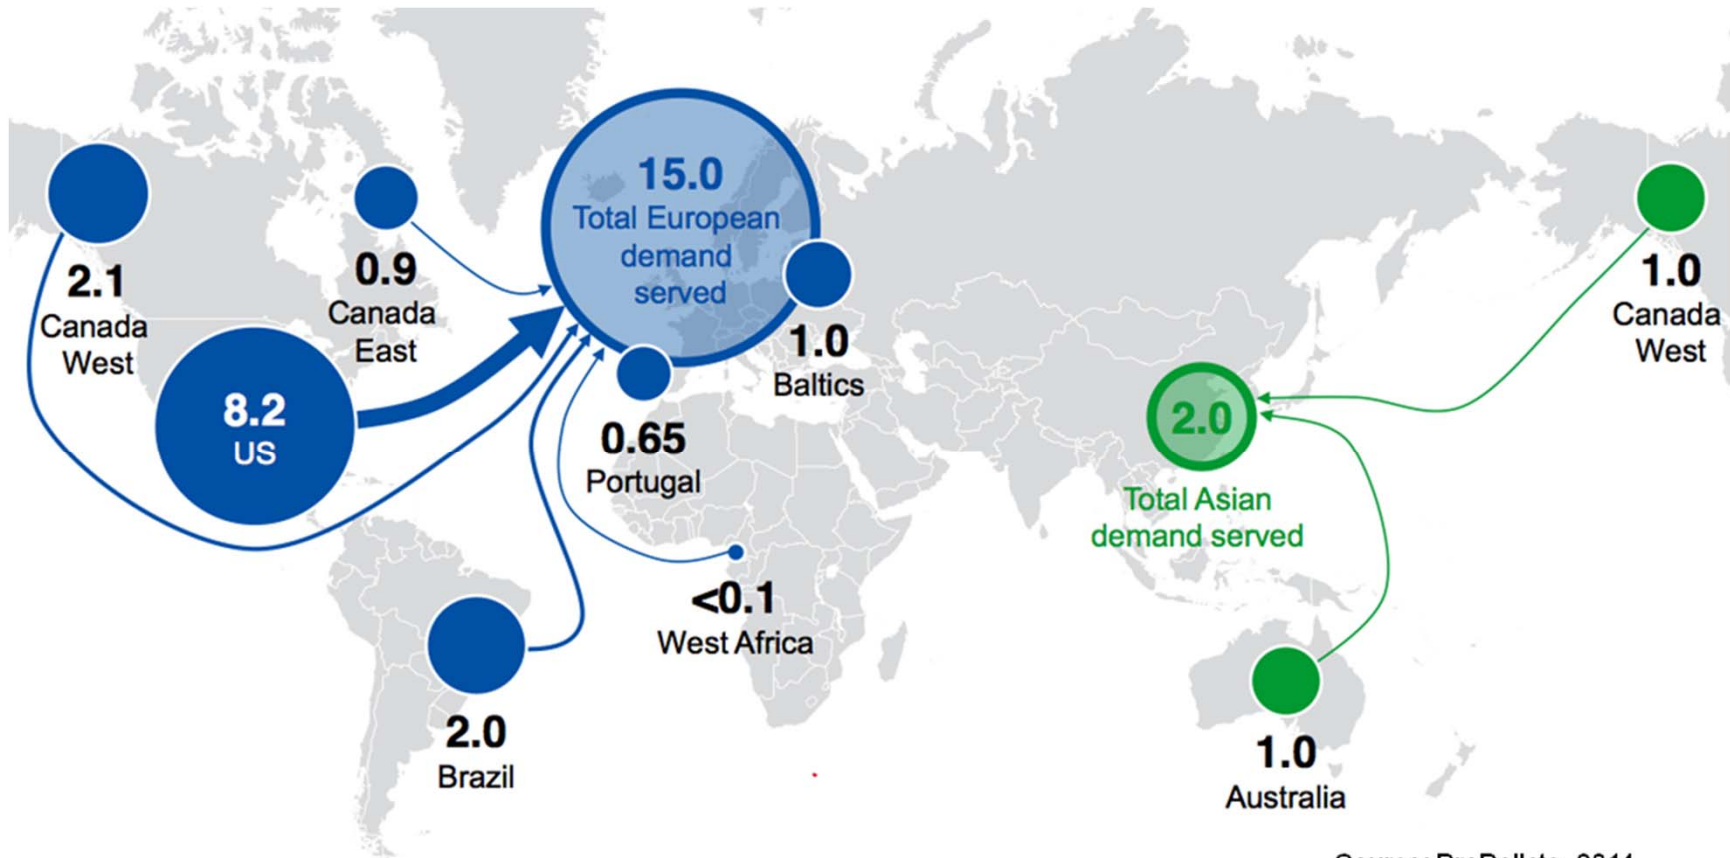 15.0
Total European
demand
served
2.1
Canada
West
0.9
Canada
East
8.2
US
1.0
Baltics
0.65
Portugal
<0.1
West Africa
2.0
Brazil
1.0
Canada
West
2.0
Total Asian
demand served
1.0
Australia